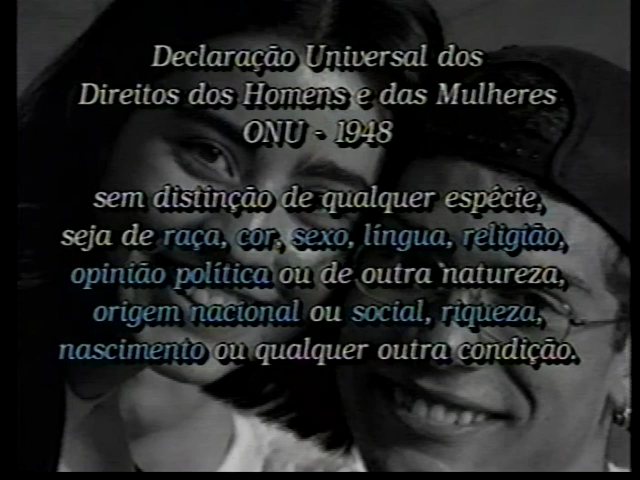 Declaração Universal dos
Direitos dos Homens e das Mulheres
ONU - 1948
sem distinção de qualquer espécie,
seja de raça, cor, sexo, língua, religião,
opinião política ou de outra natureza,
origem nacional ou social, riqueza,
nascimento ou qualquer outra condição.